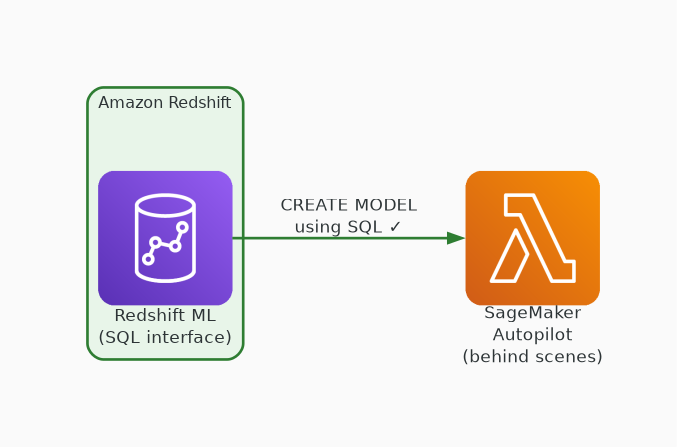 Amazon Redshift
CREATE MODEL
using SQL ✓
Redshift ML
(SQL interface)
SageMaker
Autopilot
(behind scenes)